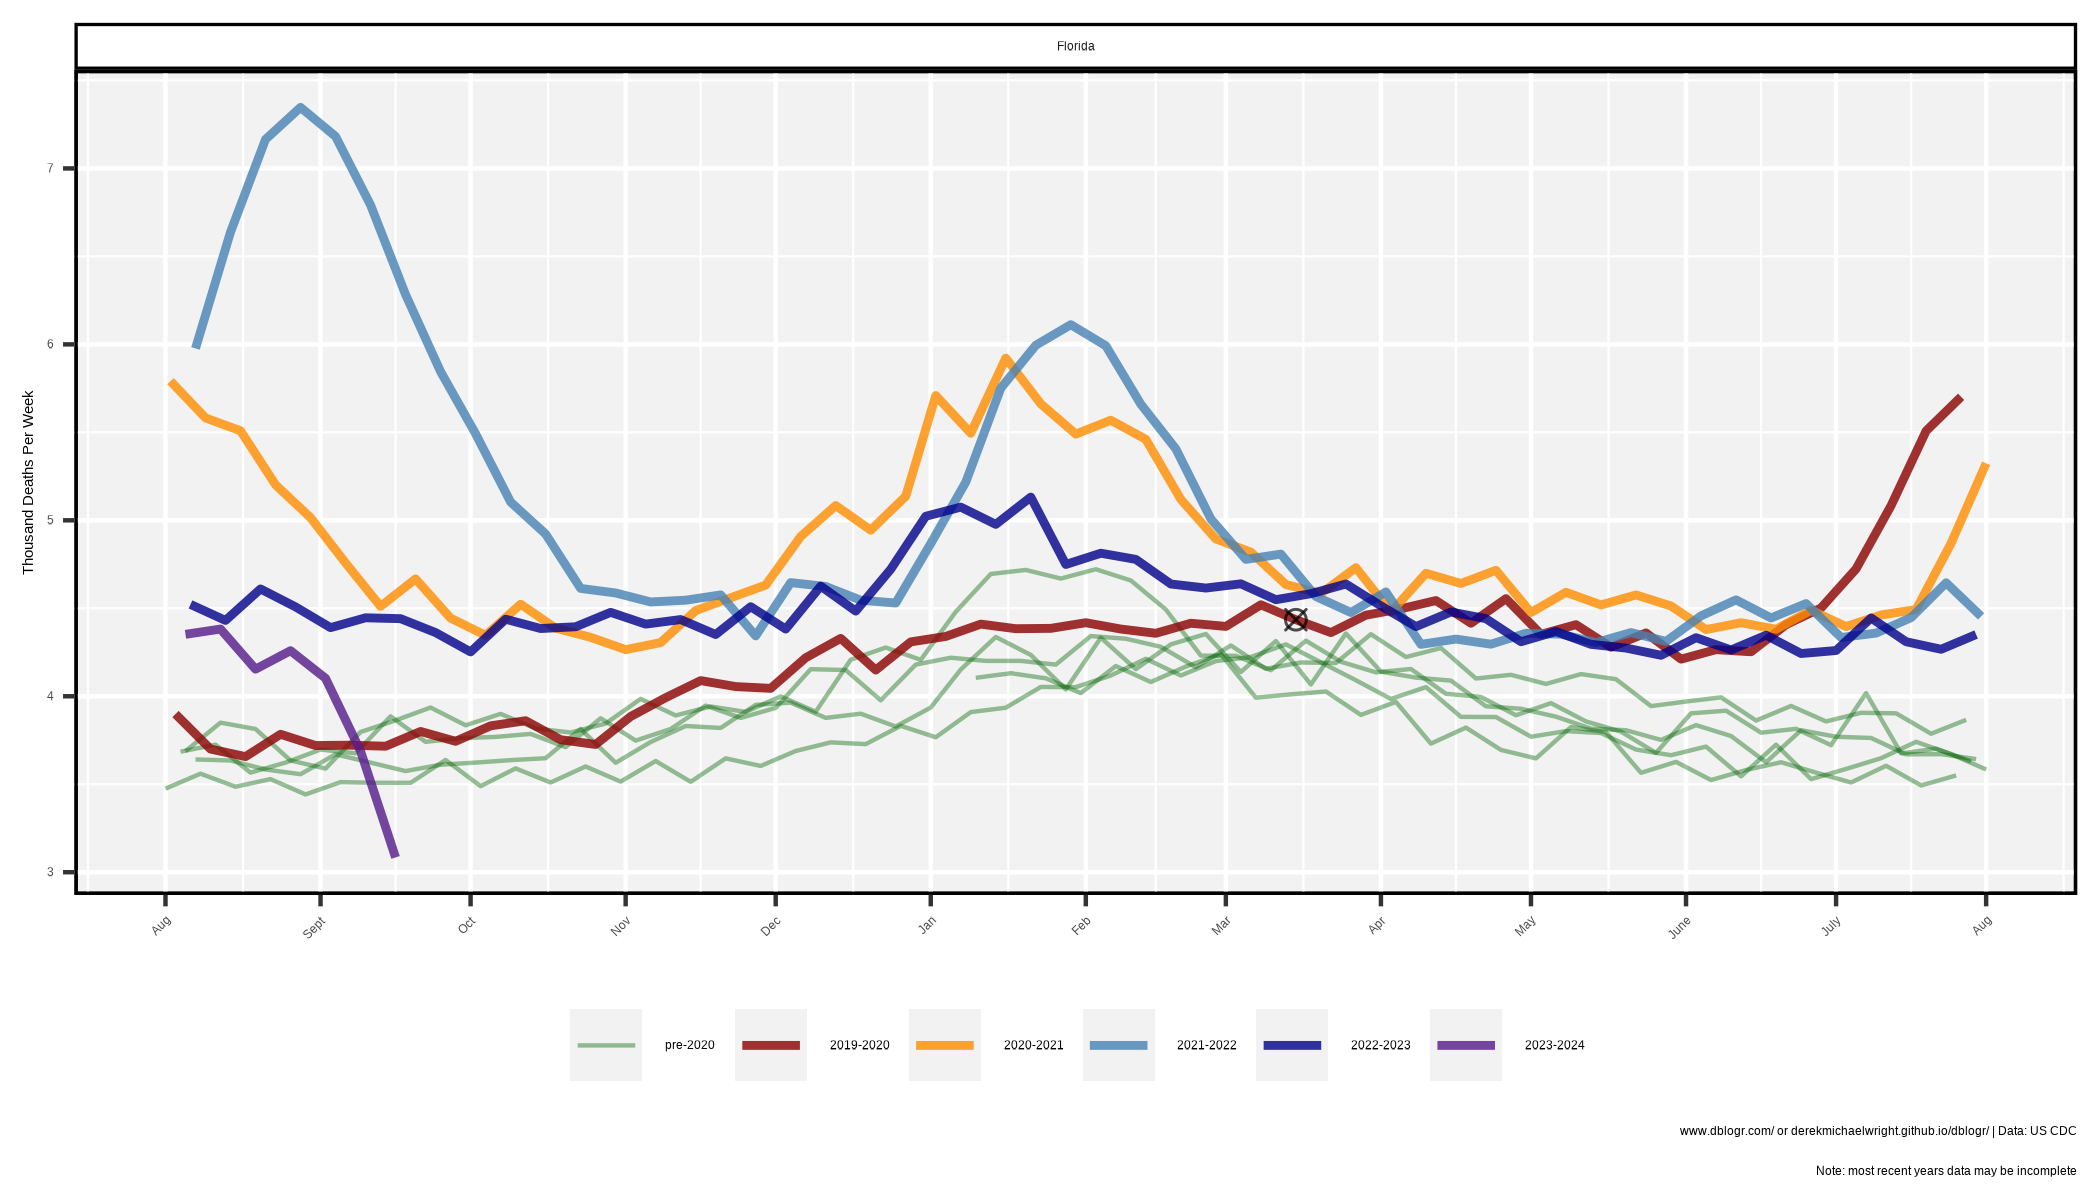 Florida
Thousand Deaths Per Week
7
6
5
4
3
Aug
Sept
Oct
Nov
Dec
Jan
Feb
Mar
Apr
May
June
July
Aug
pre-2020
2019-2020
2020-2021
2021-2022
2022-2023
2023-2024
www.dblogr.com/ or derekmichaelwright.github.io/dblogr/ | Data: US CDC
Note: most recent years data may be incomplete